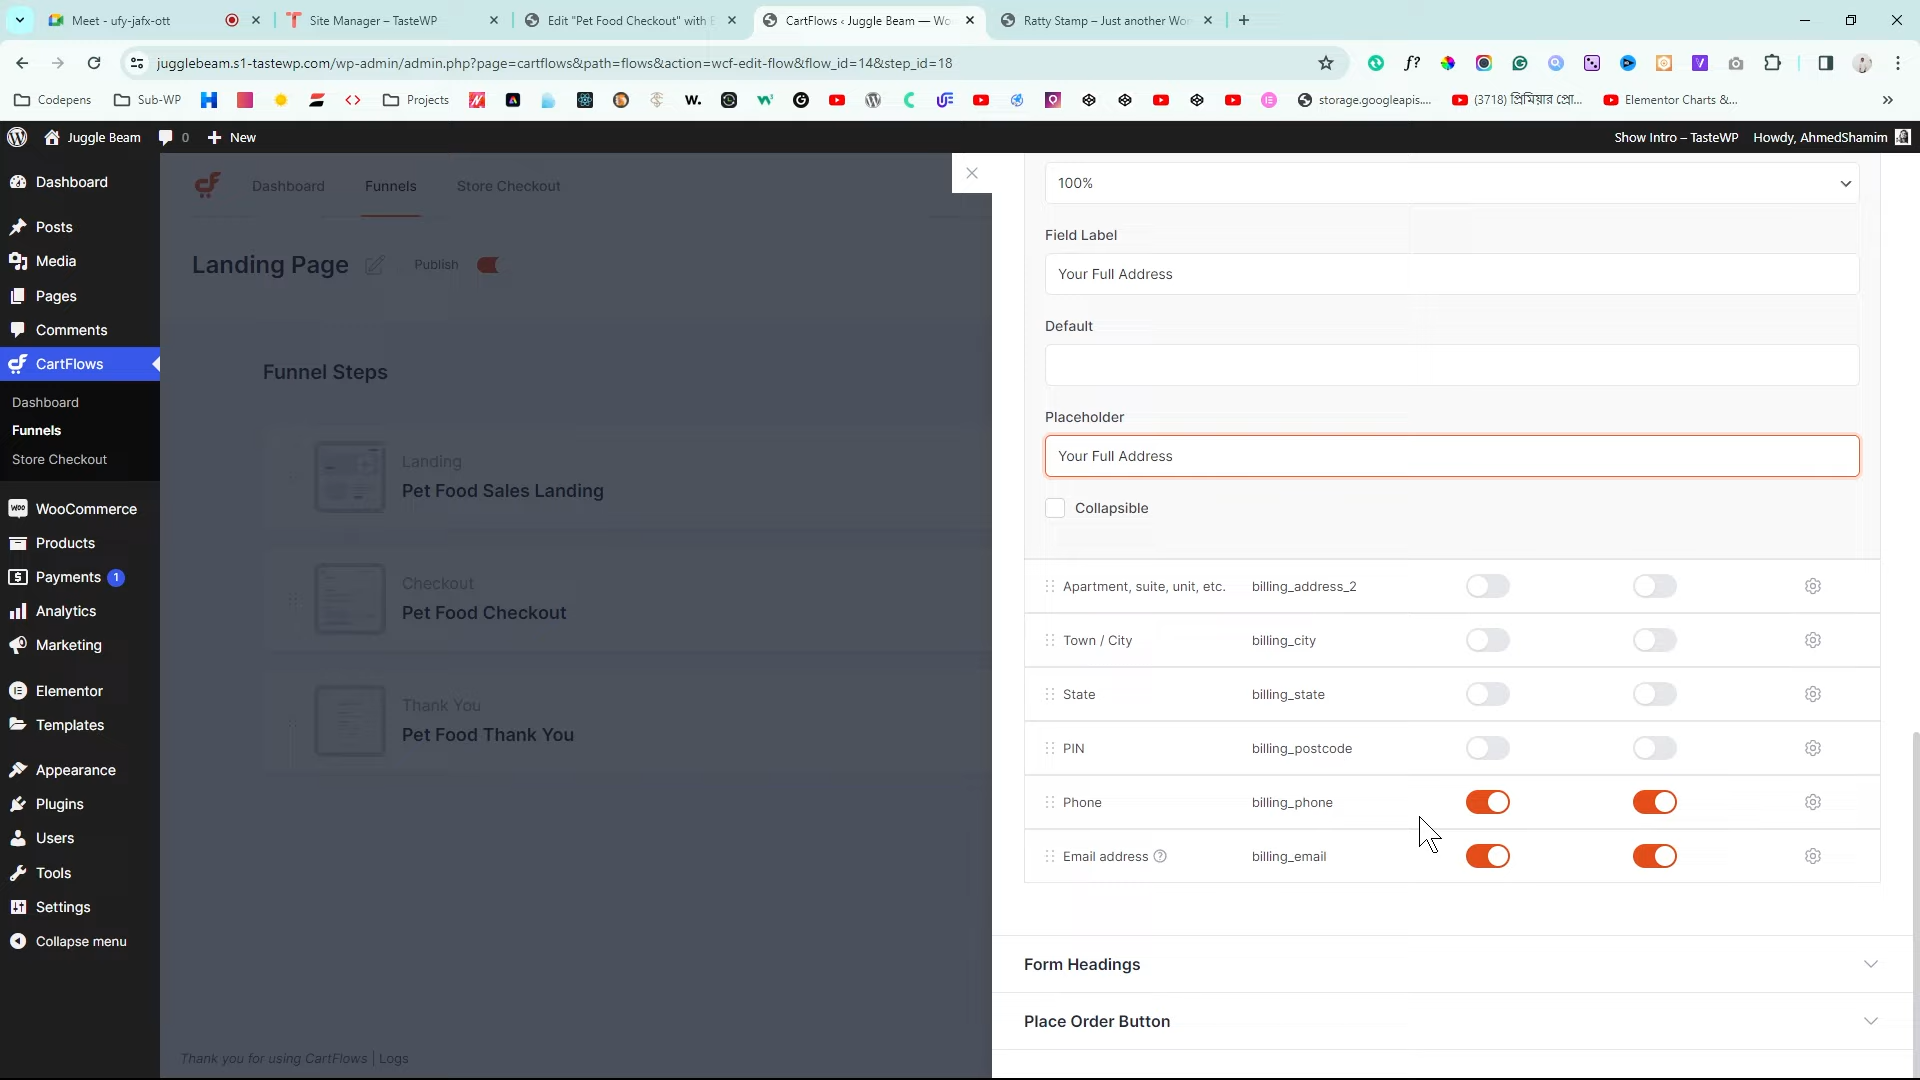 Meet - ufy-jafx-ott
Site Manager – TasteWP
Edit "Pet Food Checkout" with E
CartFlows ‹ Juggle Beam — Wo
Ratty Stamp – Just another Wor
jugglebeam.s1-tastewp.com/wp-admin/admin.php?page=cartflows&path=flows&action=wcf-edit-flow&flow_id=14&step_id=18
Codepens
Sub-WP
Projects
storage.googleapis....
Elementor Charts &...
Juggle Beam
0
New
Show Intro – TasteWP
Howdy, AhmedShamim
Dashboard
Posts
Media
Pages
Comments
CartFlows
Dashboard
Funnels
Store Checkout
WooCommerce
Products
Payments 1
Analytics
Marketing
Elementor
Templates
Appearance
Plugins
Users
Tools
Settings
Collapse menu
Dashboard
Funnels
Store Checkout
Landing Page
Publish
Funnel Steps
Landing
Pet Food Sales Landing
Checkout
Pet Food Checkout
Thank You
Pet Food Thank You
Thank you for using CartFlows | Logs
100%
Field Label
Your Full Address
Default
Placeholder
Your Full Address
Collapsible
Apartment, suite, unit, etc. billing_address_2
Town / City billing_city
State billing_state
PIN billing_postcode
Phone billing_phone
Email address billing_email
Form Headings
Place Order Button